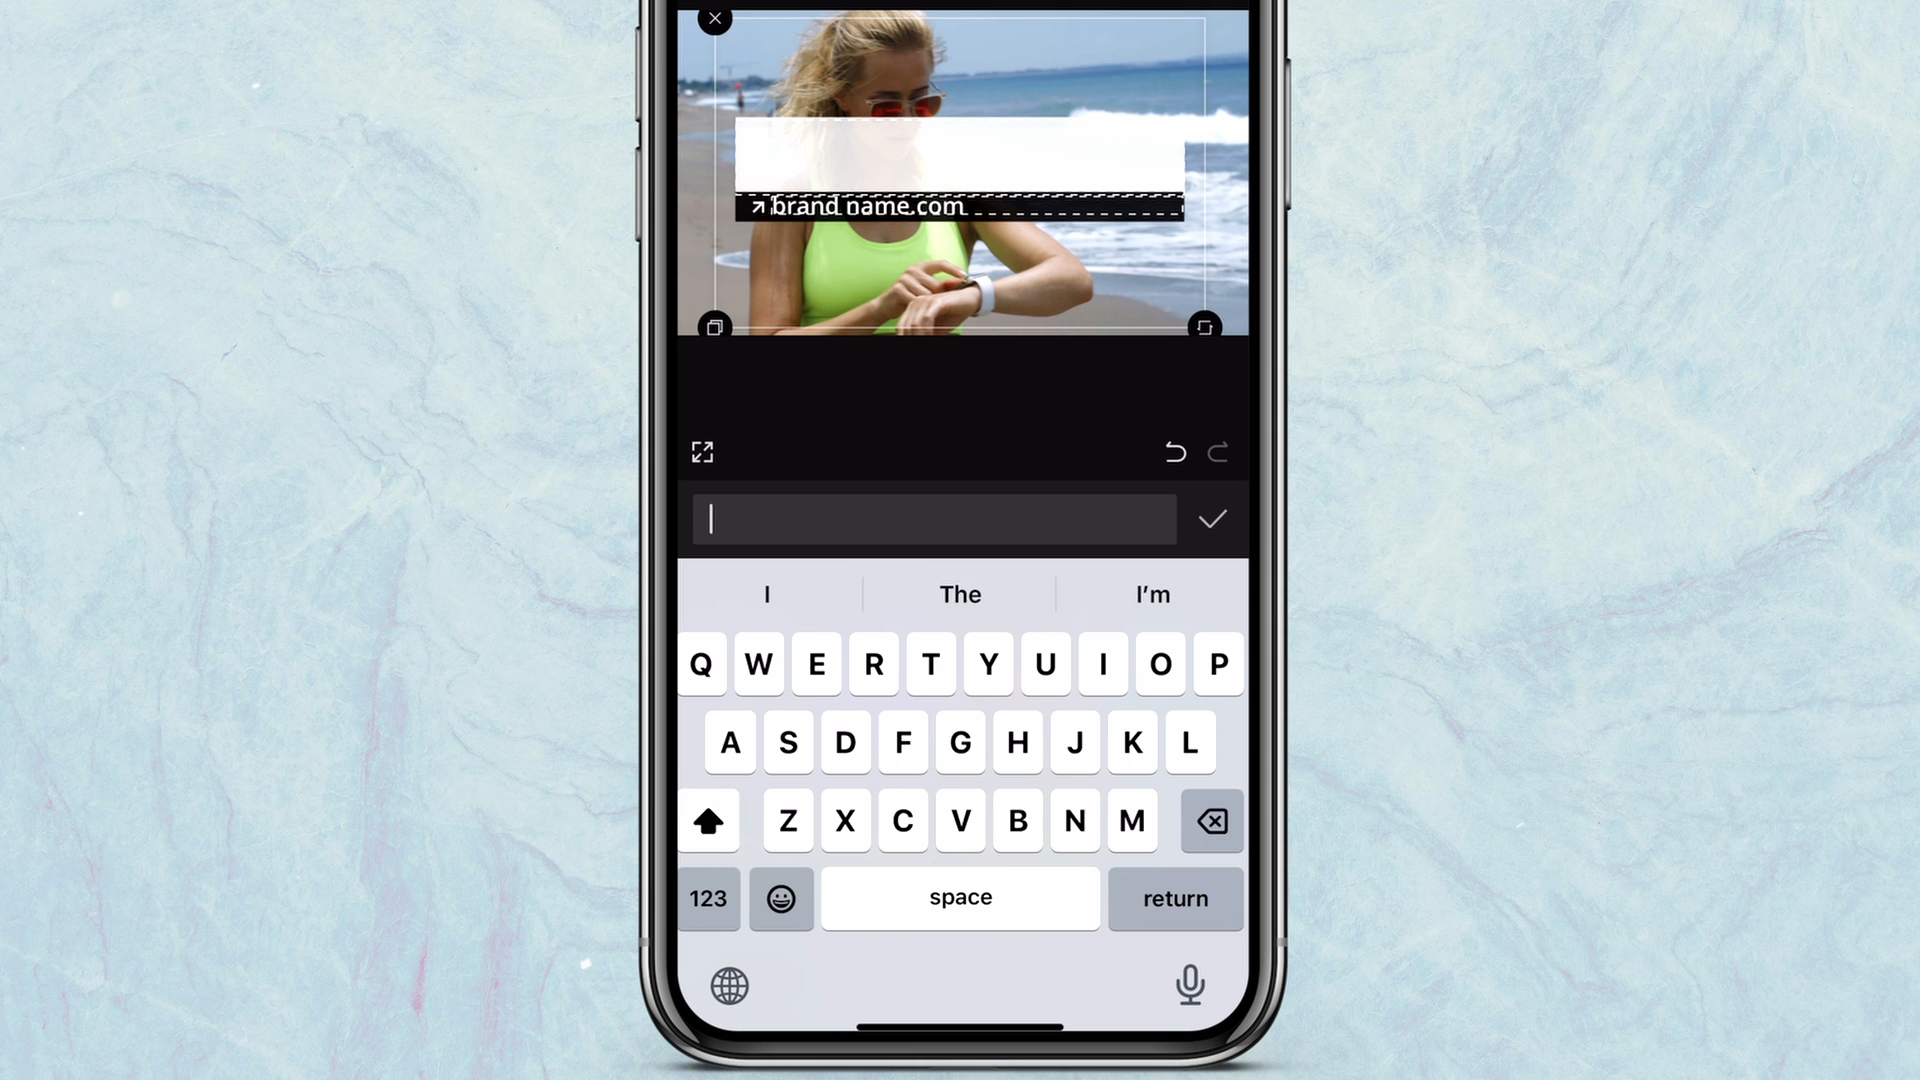 brand name.com
I The I’m
Q W E R T Y U I O P
A S D F G H J K L
Z X C V B N M
123 space return